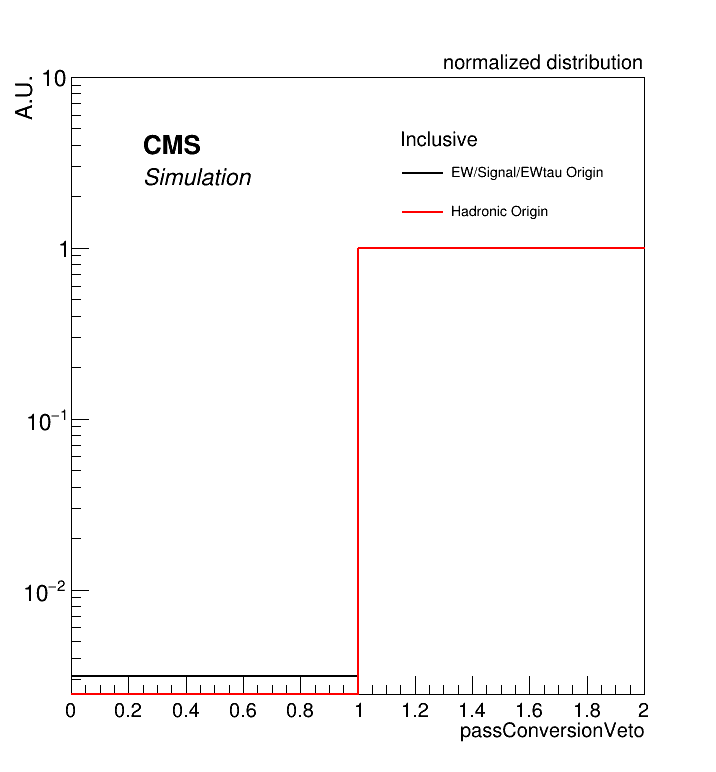 normalized distribution
A.U.
10
CMS
Inclusive
Simulation
EW/Signal/EWtau Origin
Hadronic Origin
1
10⁻¹
10⁻²
0 0.2 0.4 0.6 0.8 1 1.2 1.4 1.6 1.8 2
passConversionVeto